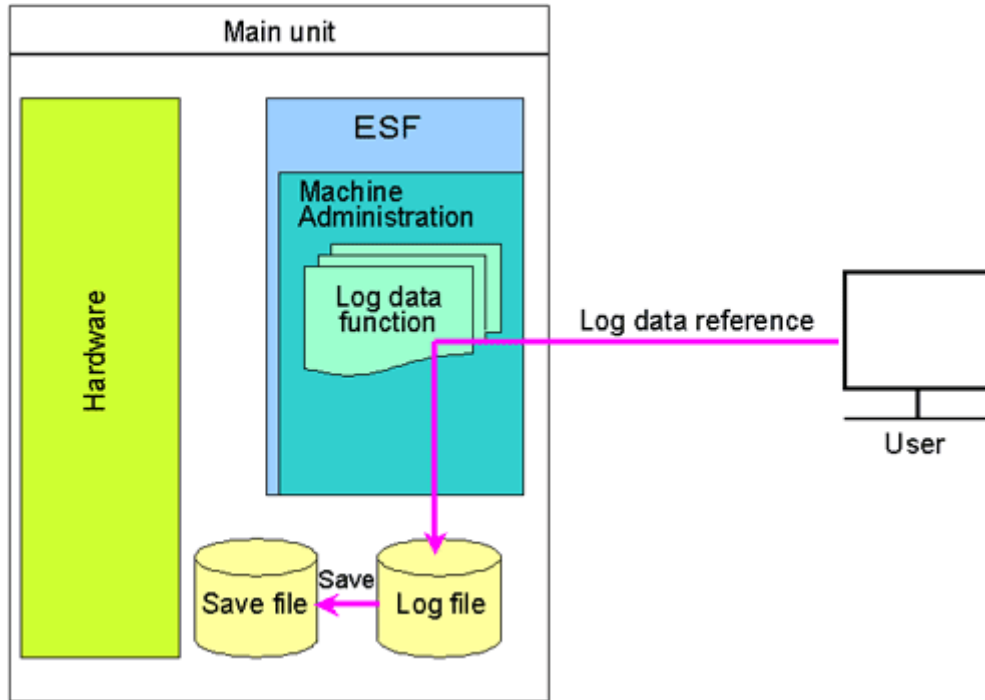 Main unit
ESF
Machine
Administration
Log data
function
Hardware
Log data reference
User
Save
Save file
Log file